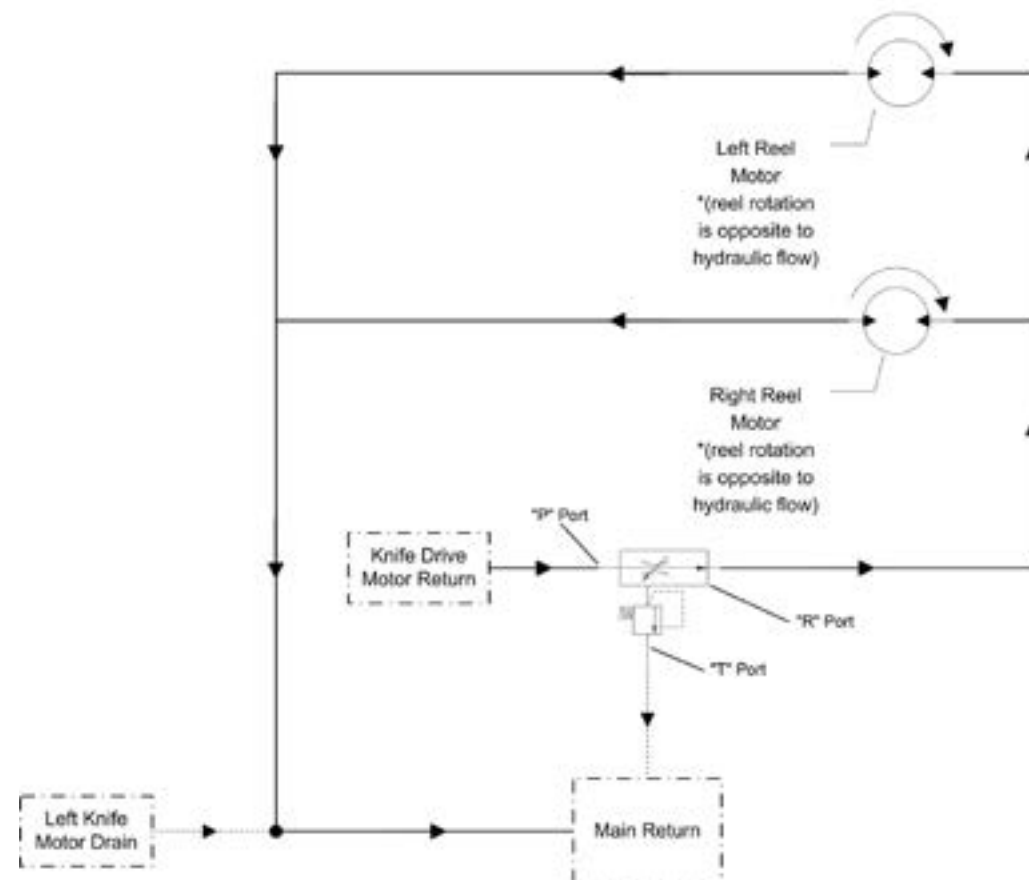 Left Reel
Motor
*(reel rotation
is opposite to
hydraulic flow)
Right Reel
Motor
*(reel rotation
is opposite to
hydraulic flow)
"P" Port
Knife Drive
Motor Return
"R" Port
"T" Port
Left Knife
Motor Drain
Main Return